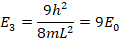 E₃ = 9h²/8mL² = 9E₀